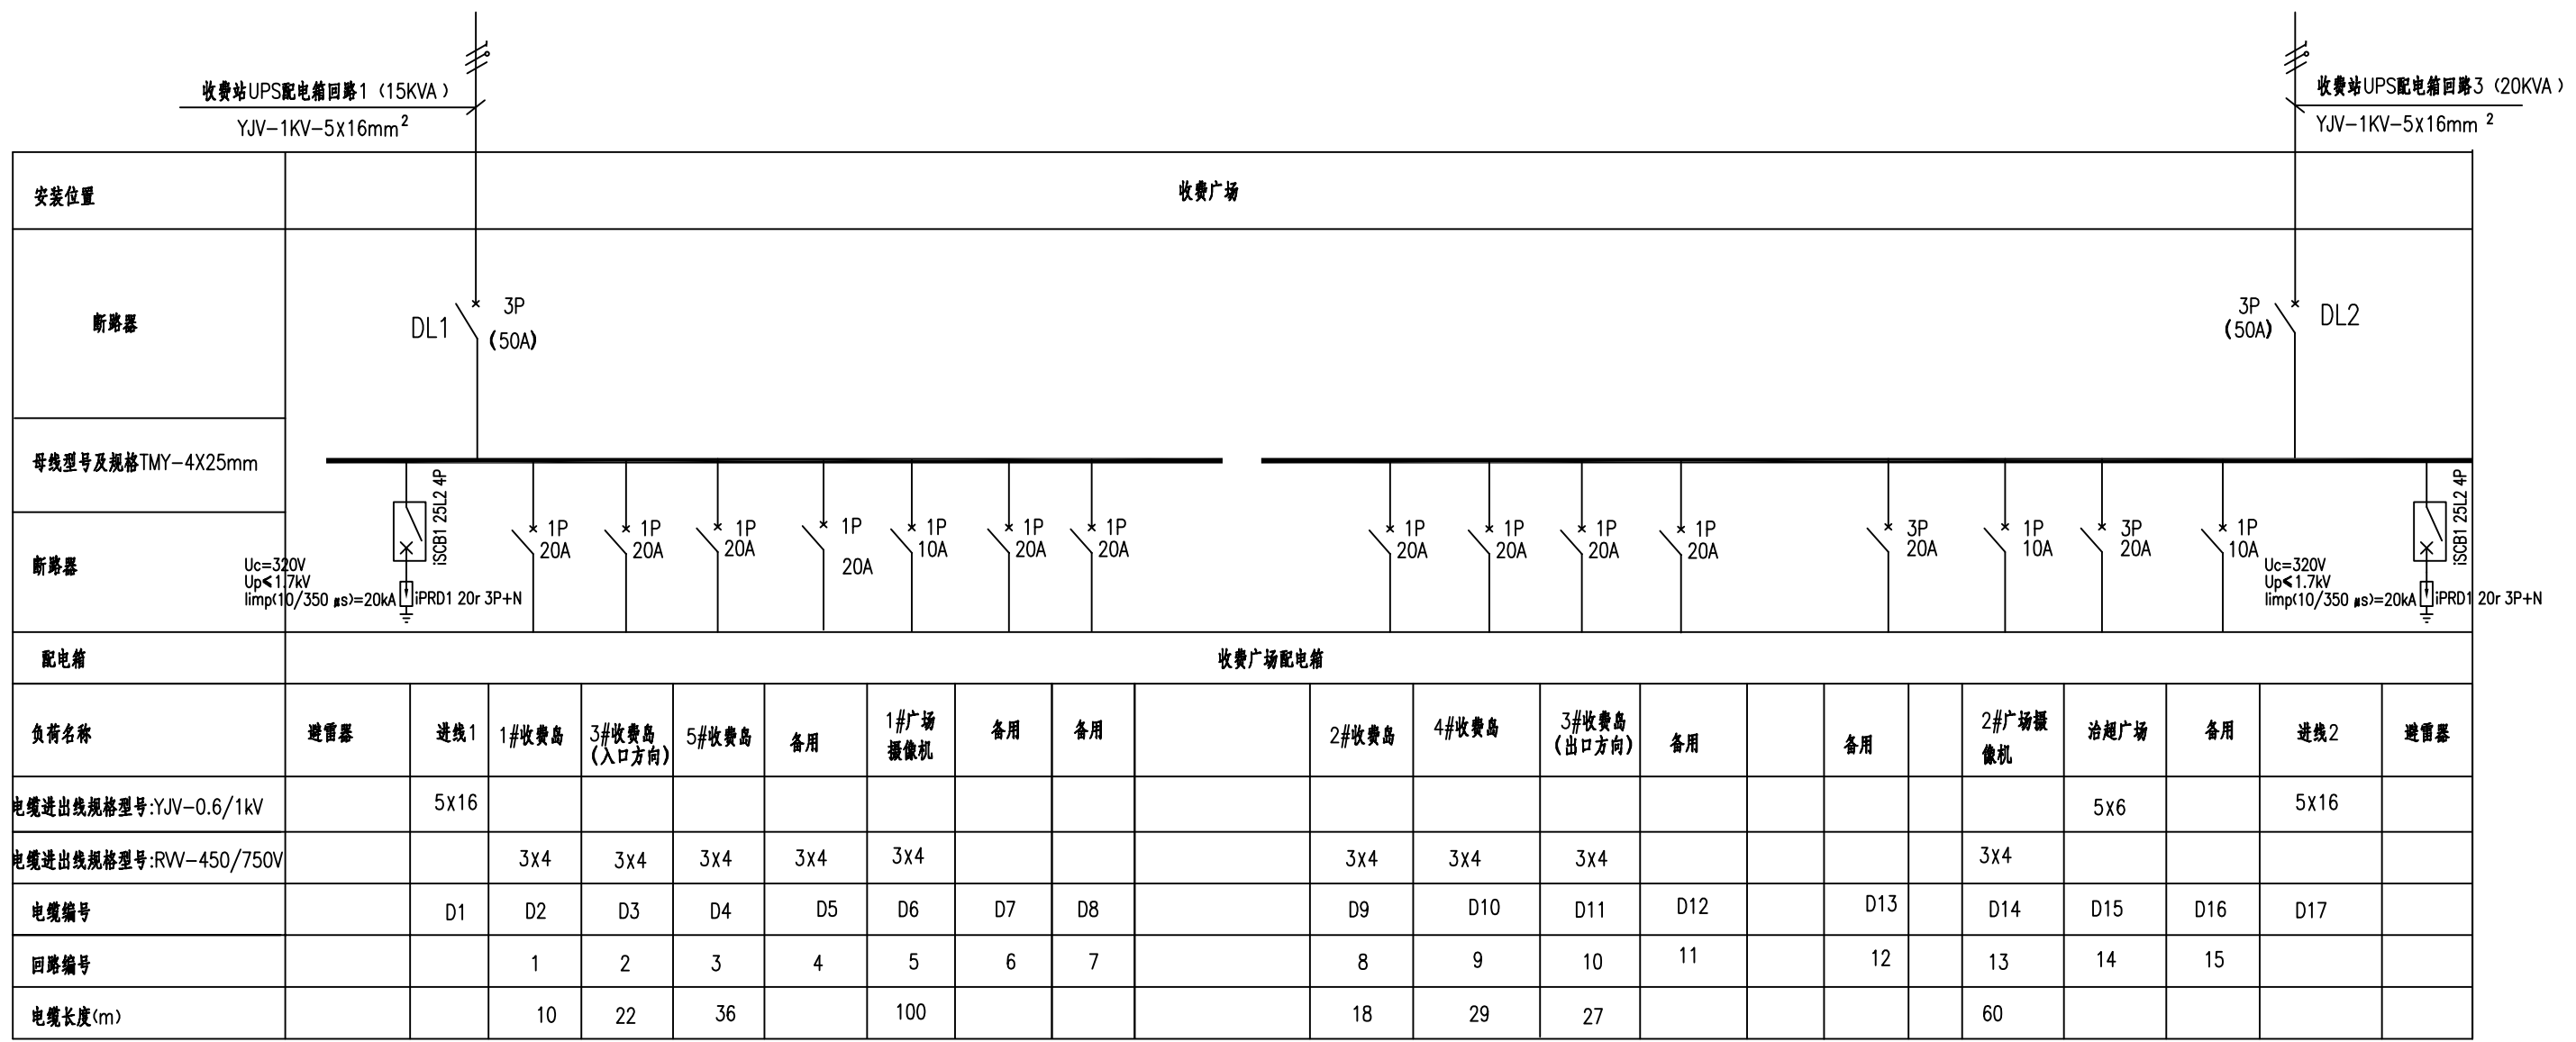 收费站UPS配电箱回路1（15KVA）
YJV-1KV-5X16mm²
收费站UPS配电箱回路3（20KVA）
YJV-1KV-5X16mm²
安装位置
收费广场
断路器
DL1
3P
(50A)
3P
(50A)
DL2
母线型号及规格TMY-4X25mm
断路器
iSCB1 25L2 4P
Uc=320V
Up<1.7kV
Iimp(10/350 μs)=20kA
iPRD1 20r 3P+N
1P
20A
1P
20A
1P
20A
1P
20A
1P
10A
1P
20A
1P
20A
1P
20A
1P
20A
1P
20A
1P
20A
3P
20A
1P
10A
3P
20A
1P
10A
iSCB1 25L2 4P
Uc=320V
Up<1.7kV
Iimp(10/350 μs)=20kA
iPRD1 20r 3P+N
配电箱
收费广场配电箱
负荷名称
避雷器
进线1
1#收费岛
3#收费岛
(入口方向)
5#收费岛
备用
1#广场
摄像机
备用
备用
2#收费岛
4#收费岛
3#收费岛
(出口方向)
备用
备用
2#广场摄
像机
治超广场
备用
进线2
避雷器
电缆进出线规格型号:YJV-0.6/1kV
5X16
5X6
5X16
电缆进出线规格型号:RVV-450/750V
3X4
3X4
3X4
3X4
3X4
3X4
3X4
3X4
3X4
电缆编号
D1
D2
D3
D4
D5
D6
D7
D8
D9
D10
D11
D12
D13
D14
D15
D16
D17
回路编号
1
2
3
4
5
6
7
8
9
10
11
12
13
14
15
电缆长度(m)
10
22
36
100
18
29
27
60